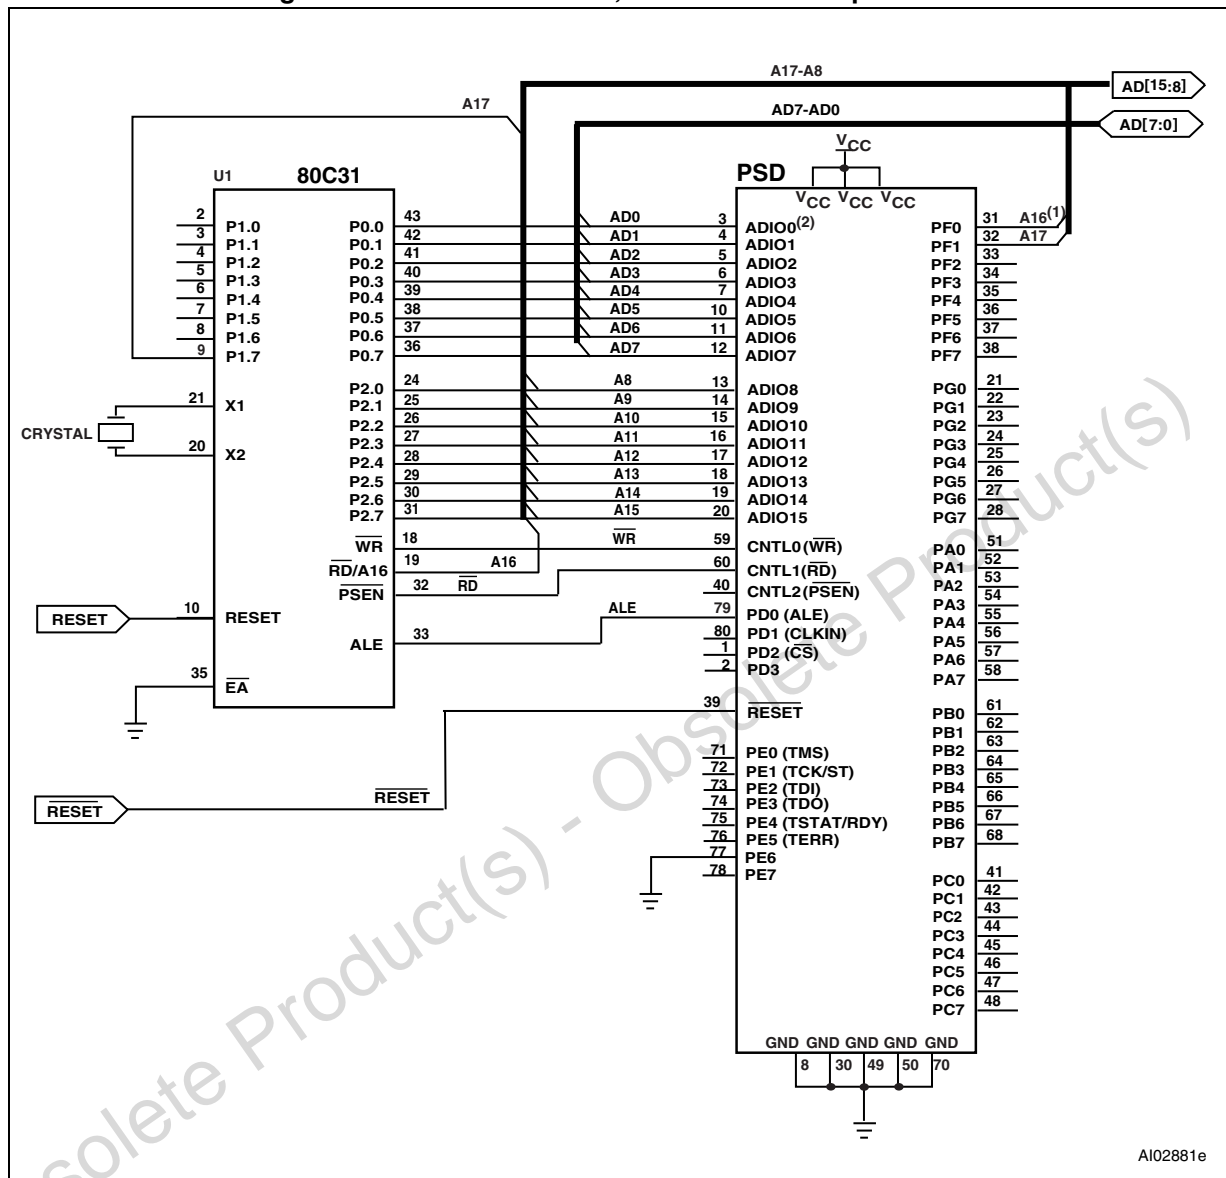 A17-A8
AD[15:8]
A17
AD7-AD0
AD[7:0]
VCC
U1
80C31
PSD
VCC VCC VCC
2 P1.0
3 P1.1
4 P1.2
5 P1.3
6 P1.4
7 P1.5
8 P1.6
9 P1.7
21 X1
CRYSTAL
20 X2
RESET
10 RESET
35 EA
RESET
RESET
P0.0 43 AD0 3 ADIO0(2)
P0.1 42 AD1 4 ADIO1
P0.2 41 AD2 5 ADIO2
P0.3 40 AD3 6 ADIO3
P0.4 39 AD4 7 ADIO4
P0.5 38 AD5 10 ADIO5
P0.6 37 AD6 11 ADIO6
P0.7 36 AD7 12 ADIO7
P2.0 24 A8 13 ADIO8
P2.1 25 A9 14 ADIO9
P2.2 26 A10 15 ADIO10
P2.3 27 A11 16 ADIO11
P2.4 28 A12 17 ADIO12
P2.5 29 A13 18 ADIO13
P2.6 30 A14 19 ADIO14
P2.7 31 A15 20 ADIO15
WR 18 WR 59 CNTL0(WR)
RD/A16 19 A16 60 CNTL1(RD)
PSEN 32 RD 40 CNTL2(PSEN)
ALE 33 ALE 79 PD0 (ALE)
80 PD1 (CLKIN)
1 PD2 (CS)
2 PD3
39 RESET
71 PE0 (TMS)
72 PE1 (TCK/ST)
73 PE2 (TDI)
74 PE3 (TDO)
75 PE4 (TSTAT/RDY)
76 PE5 (TERR)
77 PE6
78 PE7
PF0 31 A16(1)
PF1 32 A17
PF2 33
PF3 34
PF4 35
PF5 36
PF6 37
PF7 38
PG0 21
PG1 22
PG2 23
PG3 24
PG4 25
PG5 26
PG6 27
PG7 28
PA0 51
PA1 52
PA2 53
PA3 54
PA4 55
PA5 56
PA6 57
PA7 58
PB0 61
PB1 62
PB2 63
PB3 64
PB4 65
PB5 66
PB6 67
PB7 68
PC0 41
PC1 42
PC2 43
PC3 44
PC4 45
PC5 46
PC6 47
PC7 48
GND GND GND GND GND
8 30 49 50 70
AI02881e
solete Product(s) - Obsolete Product(s)